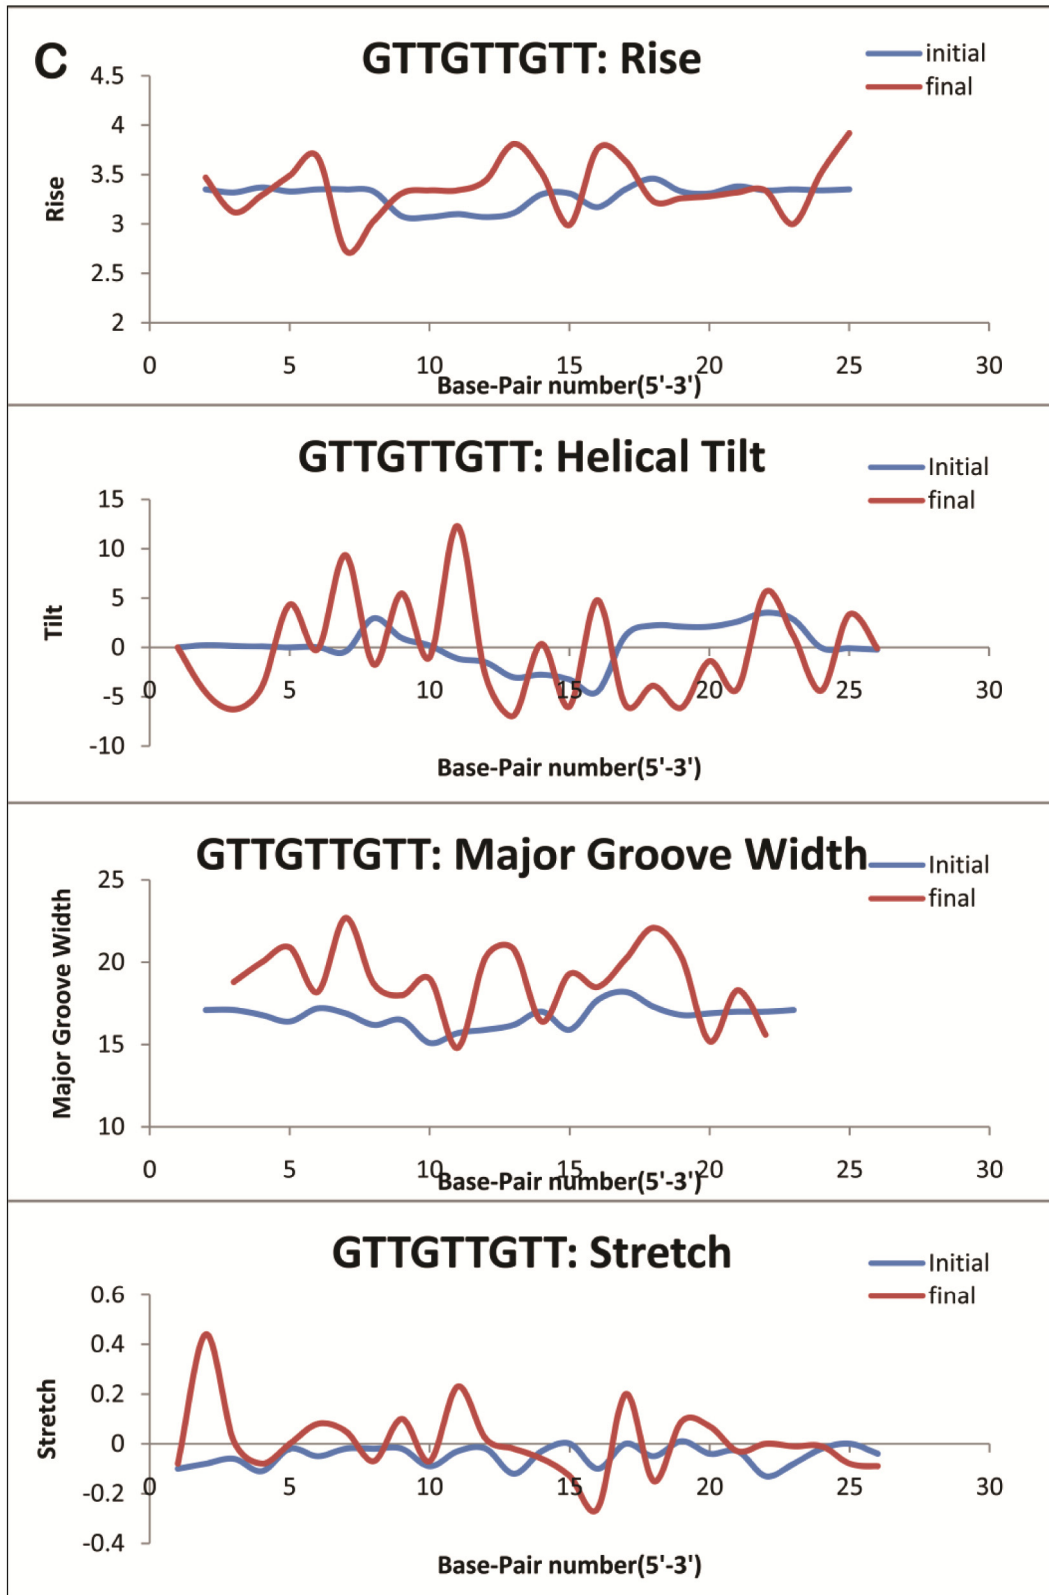 C
GTTGTTGTT: Rise
initial
final
4.5
4
3.5
3
2.5
2
Rise
0 5 10 15 20 25 30
Base-Pair number(5'-3')
GTTGTTGTT: Helical Tilt
Initial
final
15
10
5
0
-5
-10
Tilt
0 5 10 15 20 25 30
Base-Pair number(5'-3')
GTTGTTGTT: Major Groove Width
Initial
final
25
20
15
10
Major Groove Width
0 5 10 15 20 25 30
Base-Pair number(5'-3')
GTTGTTGTT: Stretch
Initial
final
0.6
0.4
0.2
0
-0.2
-0.4
Stretch
0 5 10 15 20 25 30
Base-Pair number(5'-3')